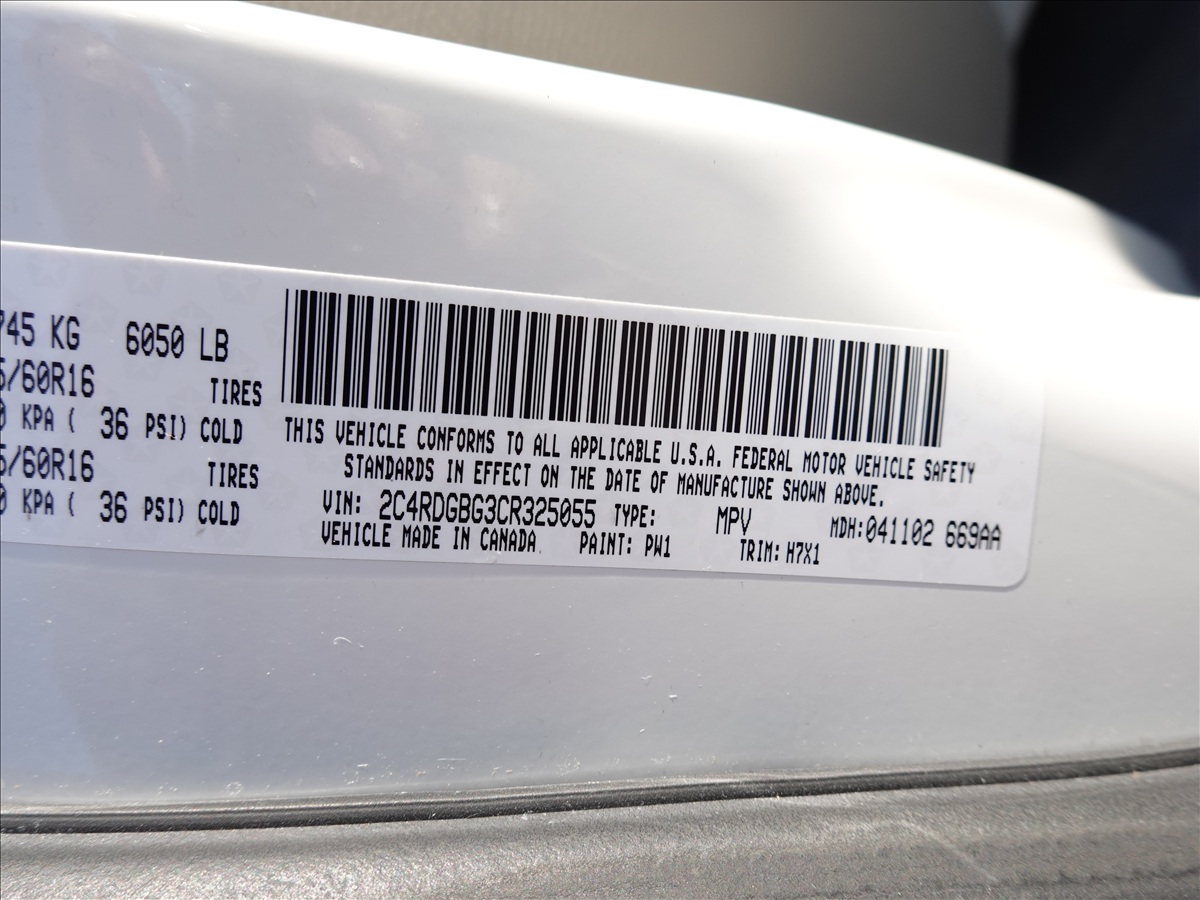 745 KG 6050 LB
5/60R16 TIRES
0 KPA ( 36 PSI) COLD
5/60R16 TIRES
0 KPA ( 36 PSI) COLD
THIS VEHICLE CONFORMS TO ALL APPLICABLE U.S.A. FEDERAL MOTOR VEHICLE SAFETY
STANDARDS IN EFFECT ON THE DATE OF MANUFACTURE SHOWN ABOVE.
VIN: 2C4RDGBG3CR325055 TYPE: MPV MDH:041102 669AA
VEHICLE MADE IN CANADA PAINT: PW1 TRIM: H7X1